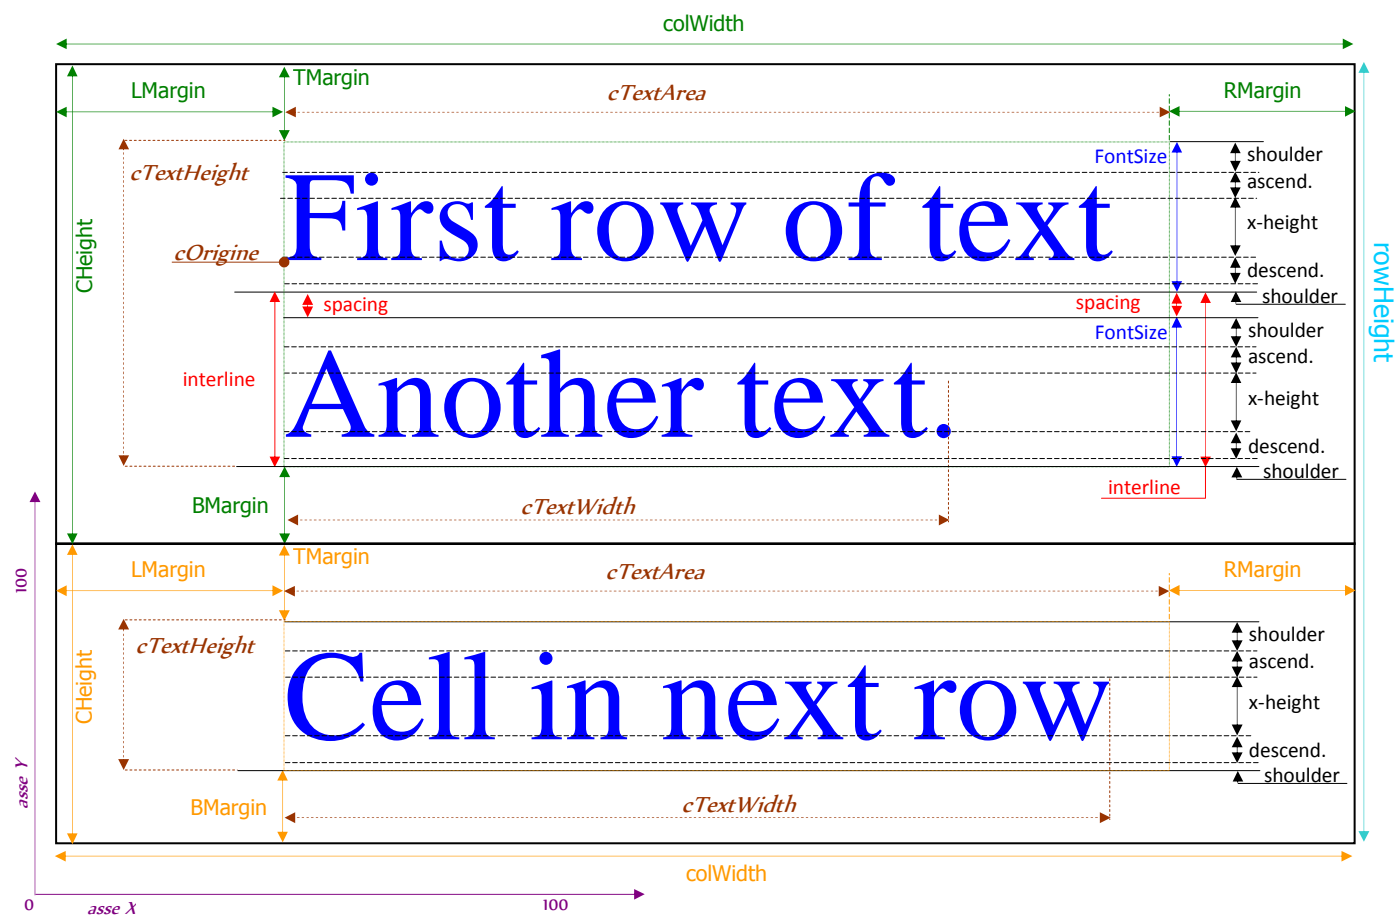 colWidth
TMargin
LMargin
cTextArea
RMargin
FontSize
shoulder
cTextHeight
ascend.
First row of text
x-height
CHeight
cOrigine
descend.
rowHeight
shoulder
spacing
spacing
shoulder
FontSize
ascend.
interline
Another text.
x-height
descend.
shoulder
interline
BMargin
cTextWidth
TMargin
LMargin
cTextArea
RMargin
100
shoulder
cTextHeight
ascend.
CHeight
Cell in next row
x-height
descend.
shoulder
asse Y
BMargin
cTextWidth
colWidth
0
asse X
100